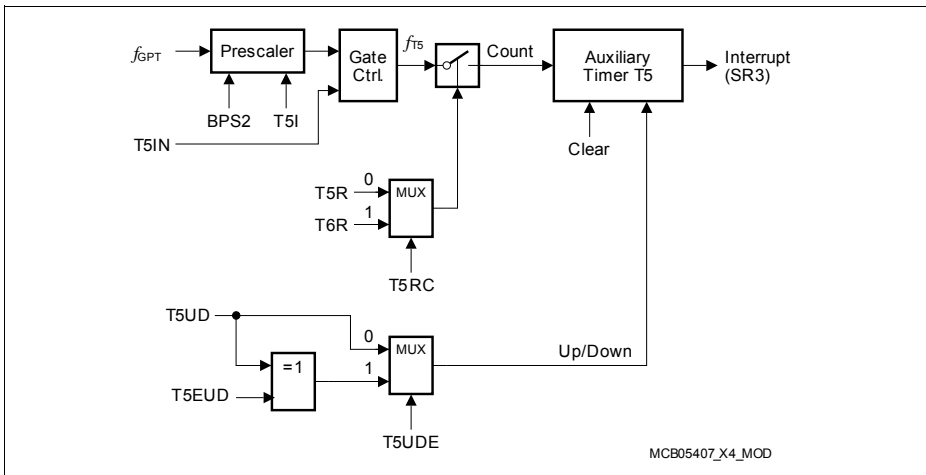 fGPT
Prescaler
BPS2
T5I
T5IN
Gate
Ctrl.
fT5
Count
Auxiliary
Timer T5
Interrupt
(SR3)
Clear
T5R
0
T6R
1
MUX
T5RC
T5UD
T5EUD
=1
0
1
MUX
T5UDE
Up/Down
MCB05407_X4_MOD